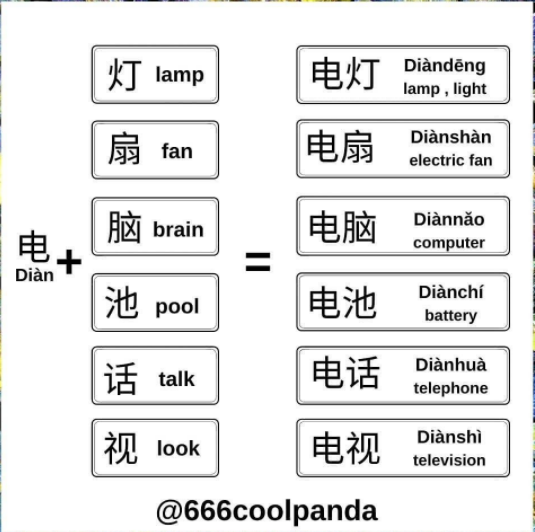 电
Diàn
+
灯 lamp
扇 fan
脑 brain
池 pool
话 talk
视 look
=
电灯 Diàndēng
lamp , light
电扇 Diànshàn
electric fan
电脑 Diànnǎo
computer
电池 Diànchí
battery
电话 Diànhuà
telephone
电视 Diànshì
television
@666coolpanda